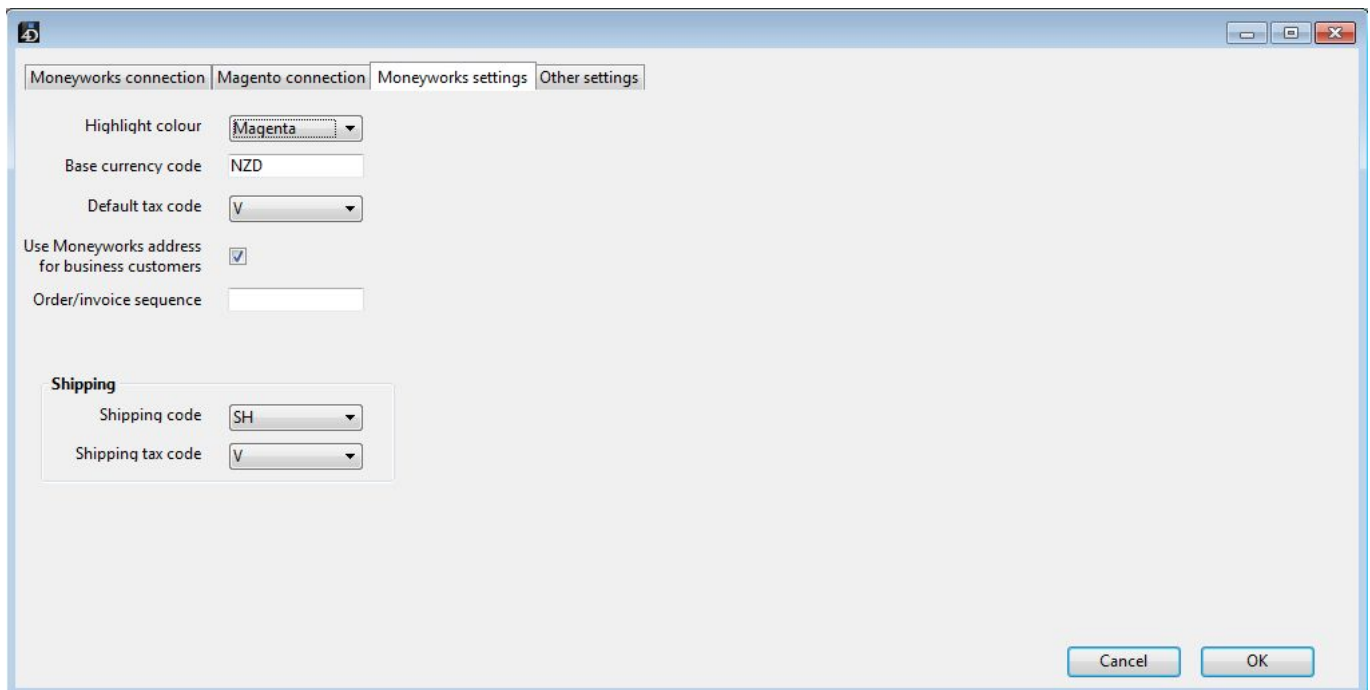 4D
Moneyworks connection Magento connection Moneyworks settings Other settings
Highlight colour Magenta
Base currency code NZD
Default tax code V
Use Moneyworks address
for business customers
Order/invoice sequence
Shipping
Shipping code SH
Shipping tax code V
Cancel OK